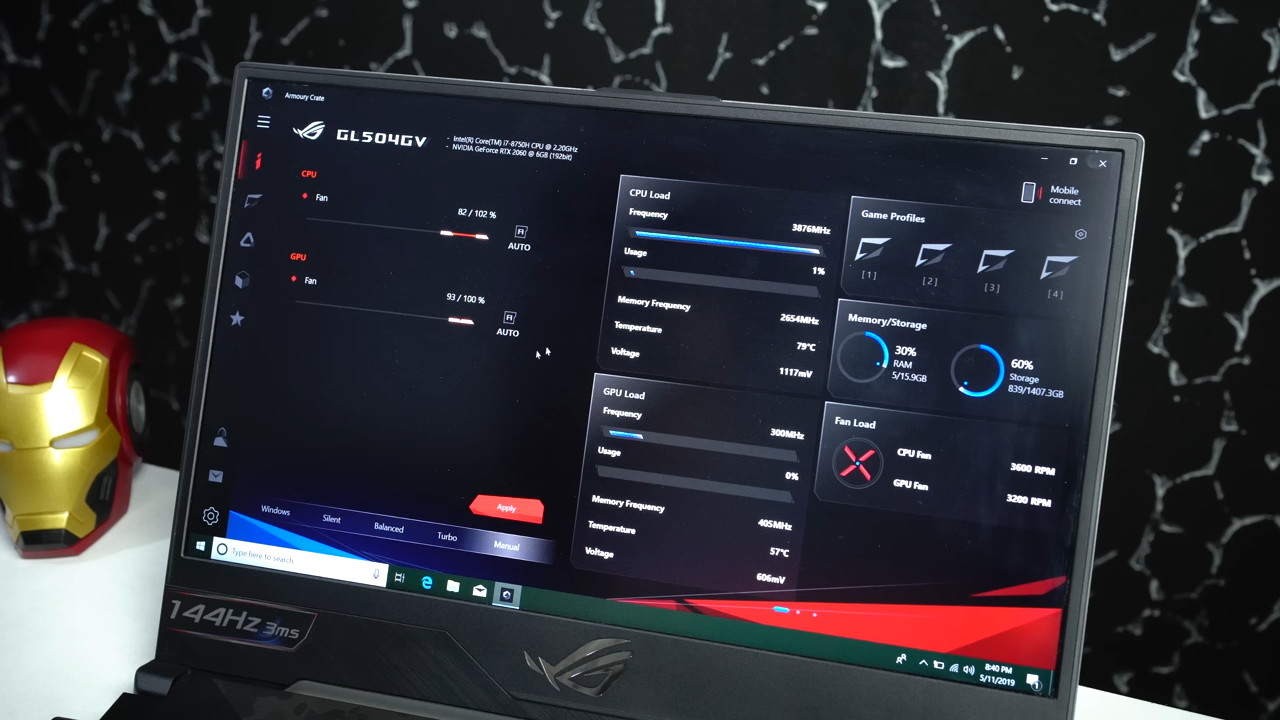 Armoury Crate
GL504GV
- Intel(R) Core(TM) i7-8750H CPU @ 2.20GHz
- NVIDIA GeForce RTX 2060 @ 6GB (192bit)
Mobile
connect
CPU
Fan
82 / 102 %
AUTO
GPU
Fan
93 / 100 %
AUTO
CPU Load
Frequency
3876MHz
Usage
1%
Memory Frequency
2654MHz
Temperature
79°C
Voltage
1117mV
GPU Load
Frequency
300MHz
Usage
0%
Memory Frequency
405MHz
Temperature
57°C
Voltage
606mV
Game Profiles
[1]
[2]
[3]
[4]
Memory/Storage
30%
RAM
5/15.9GB
60%
Storage
839/1407.3GB
Fan Load
CPU Fan
3600 RPM
GPU Fan
3200 RPM
Apply
Windows
Silent
Balanced
Turbo
Manual
Type here to search
8:40 PM
5/11/2019
1
144Hz 3ms